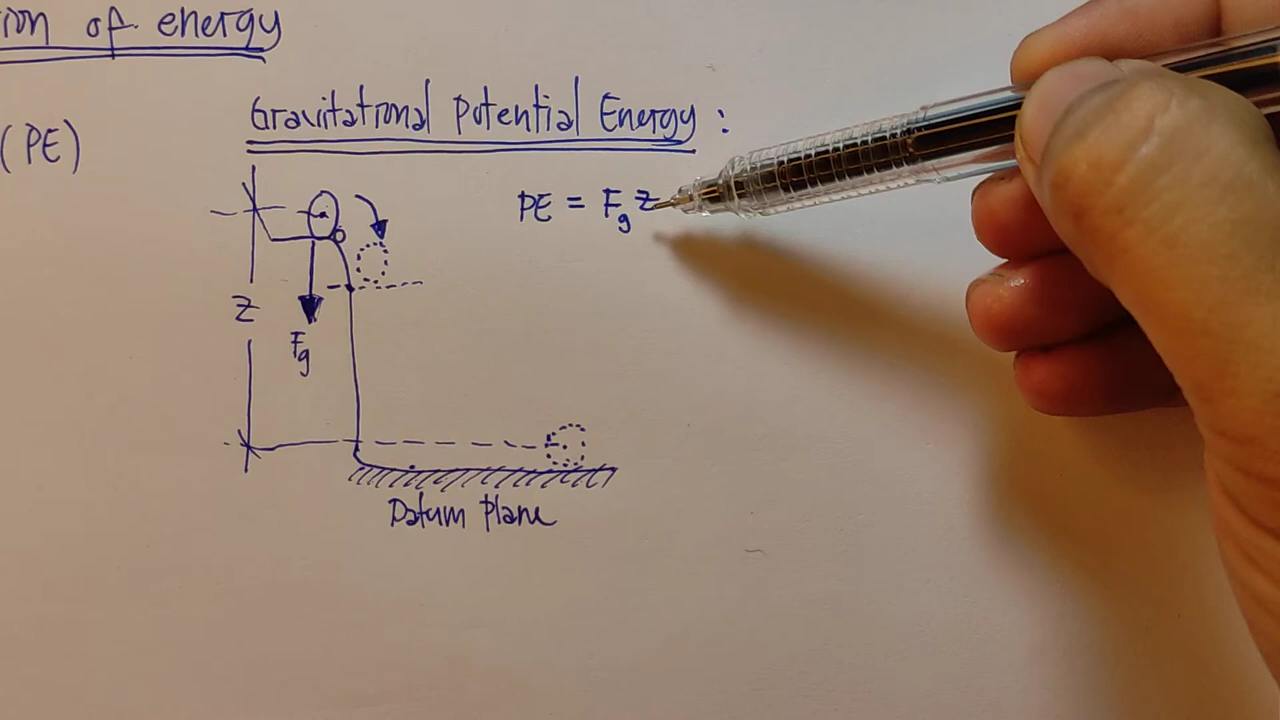 ion of energy
(PE)
Gravitational Potential Energy :
PE = Fg z
z
Fg
Datum Plane